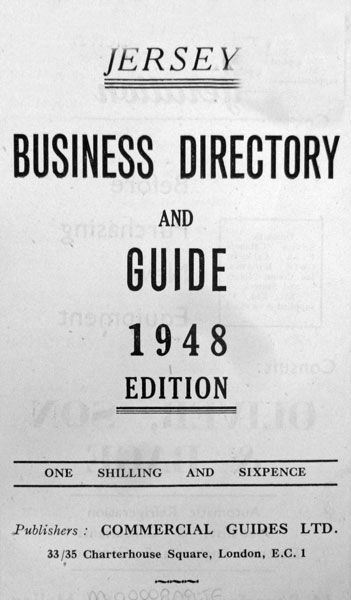 JERSEY
BUSINESS DIRECTORY
AND
GUIDE
1948
EDITION
ONE SHILLING AND SIXPENCE
Publishers : COMMERCIAL GUIDES LTD.
33/35 Charterhouse Square, London, E.C. 1